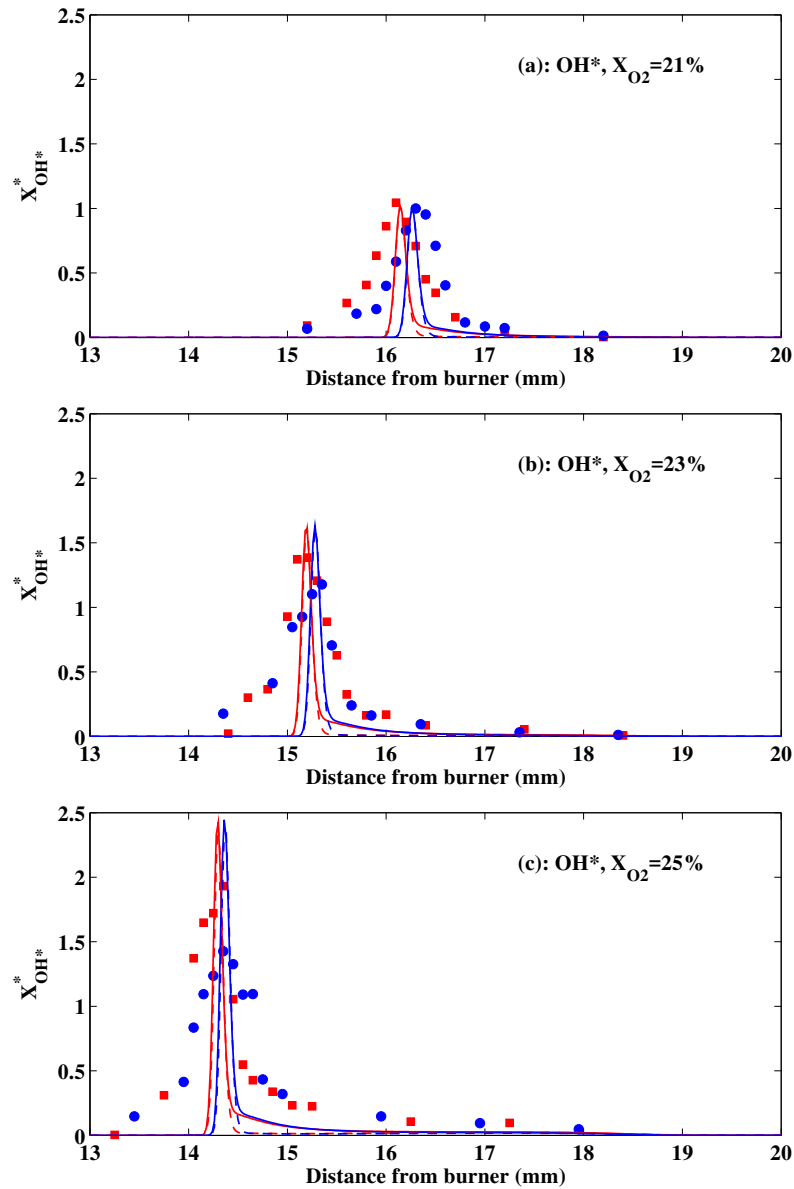 2.5
2
1.5
1
0.5
0
X*OH*
(a): OH*, XO2=21%
13 14 15 16 17 18 19 20
Distance from burner (mm)
2.5
2
1.5
1
0.5
0
X*OH*
(b): OH*, XO2=23%
13 14 15 16 17 18 19 20
Distance from burner (mm)
2.5
2
1.5
1
0.5
0
X*OH*
(c): OH*, XO2=25%
13 14 15 16 17 18 19 20
Distance from burner (mm)